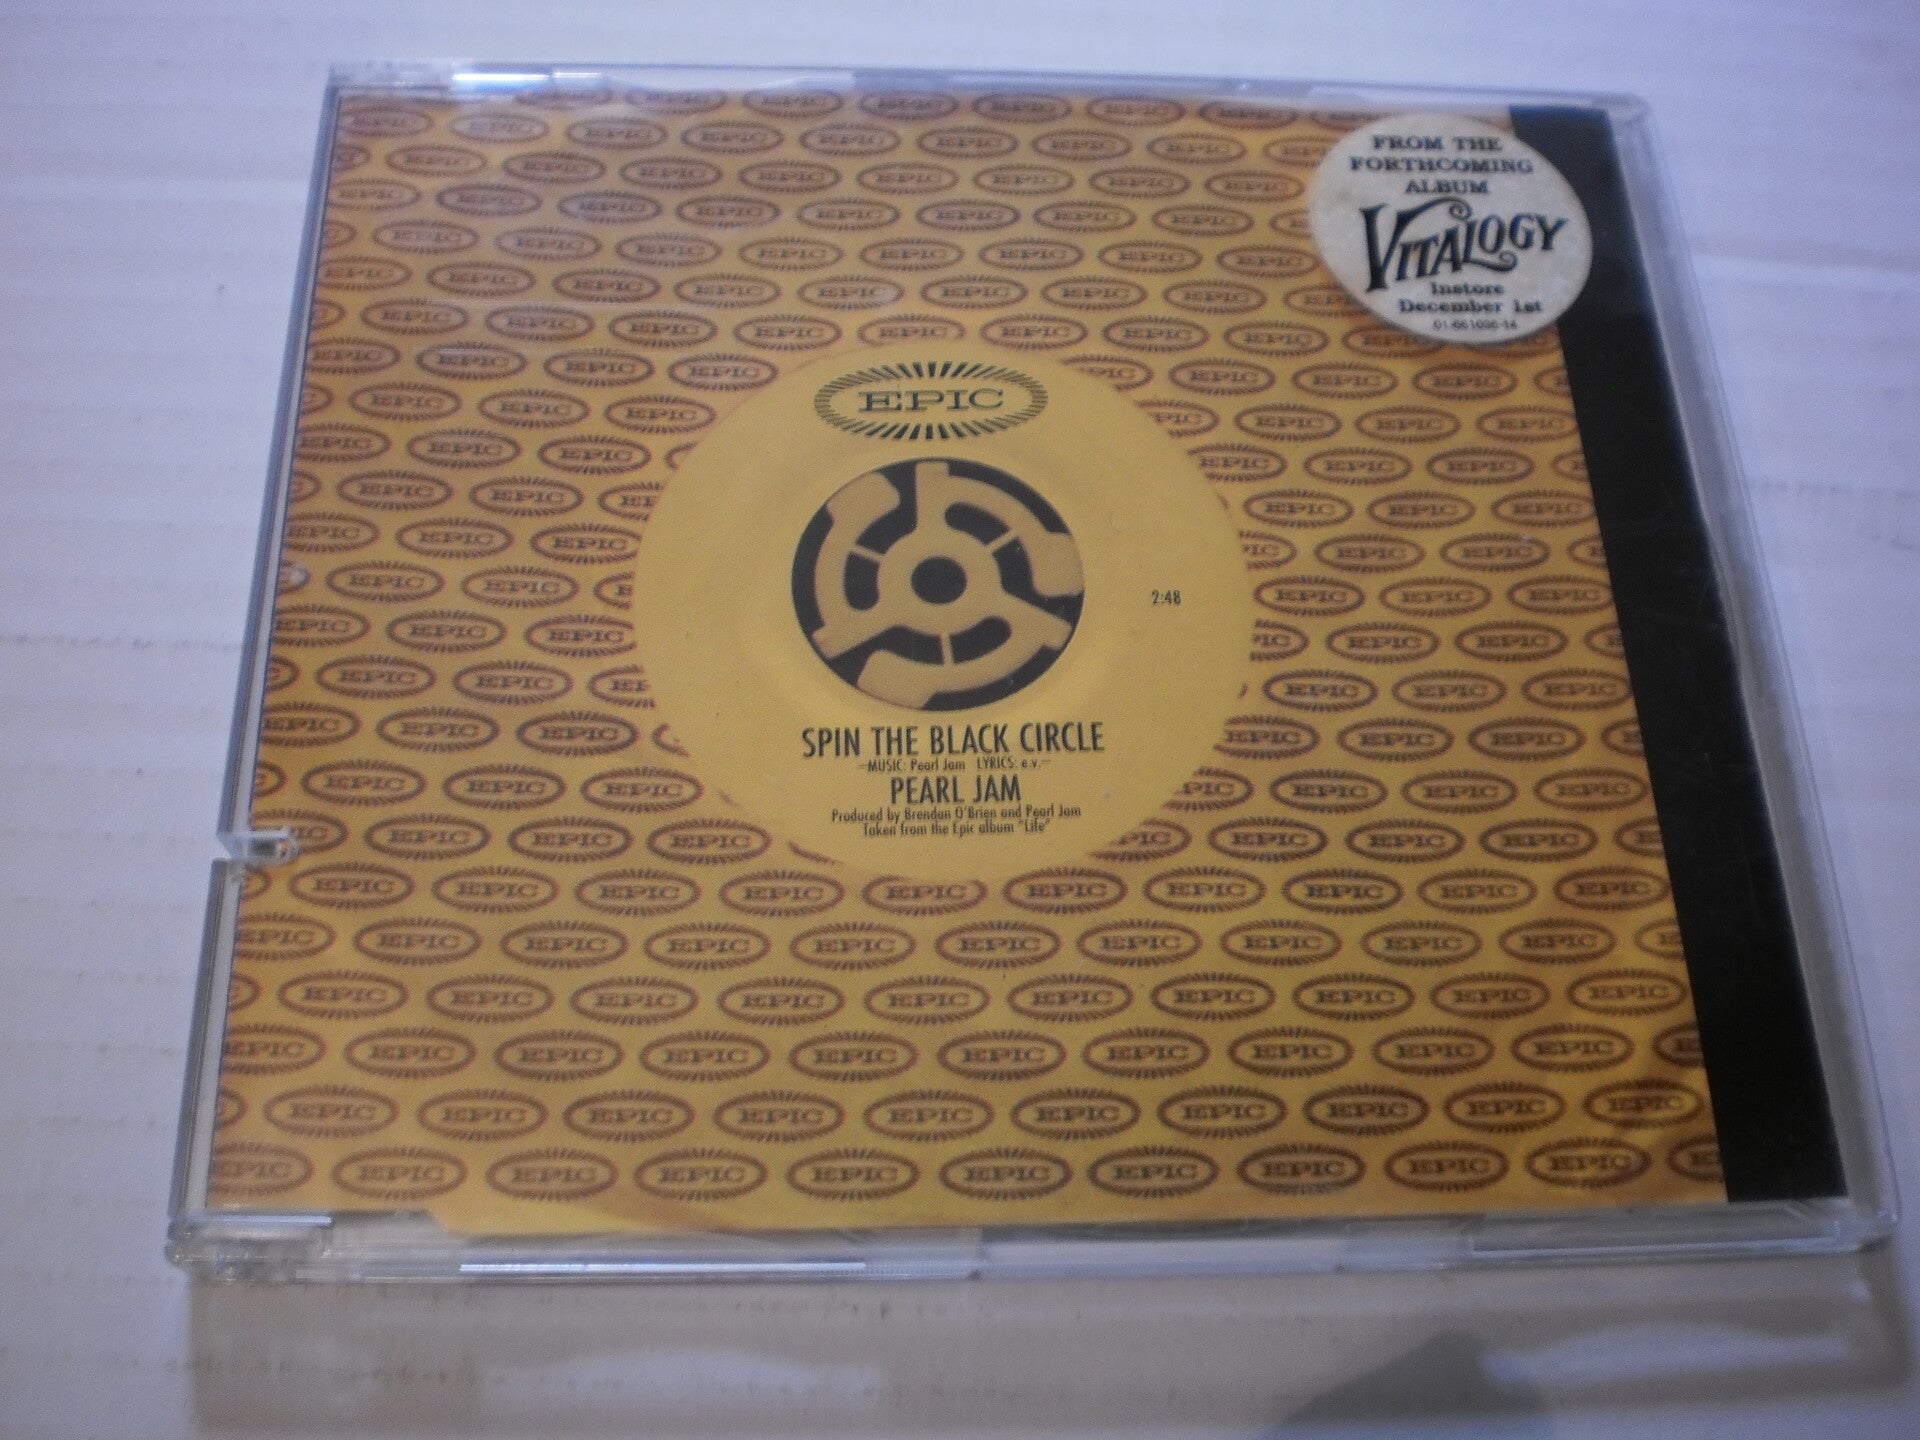 FROM THE
FORTHCOMING
ALBUM
VITALOGY
Instore
December 1st
EPIC
2:48
SPIN THE BLACK CIRCLE
—MUSIC: Pearl Jam LYRICS: e.v.—
PEARL JAM
Produced by Brendan O'Brien and Pearl Jam
Taken from the Epic album "Life"